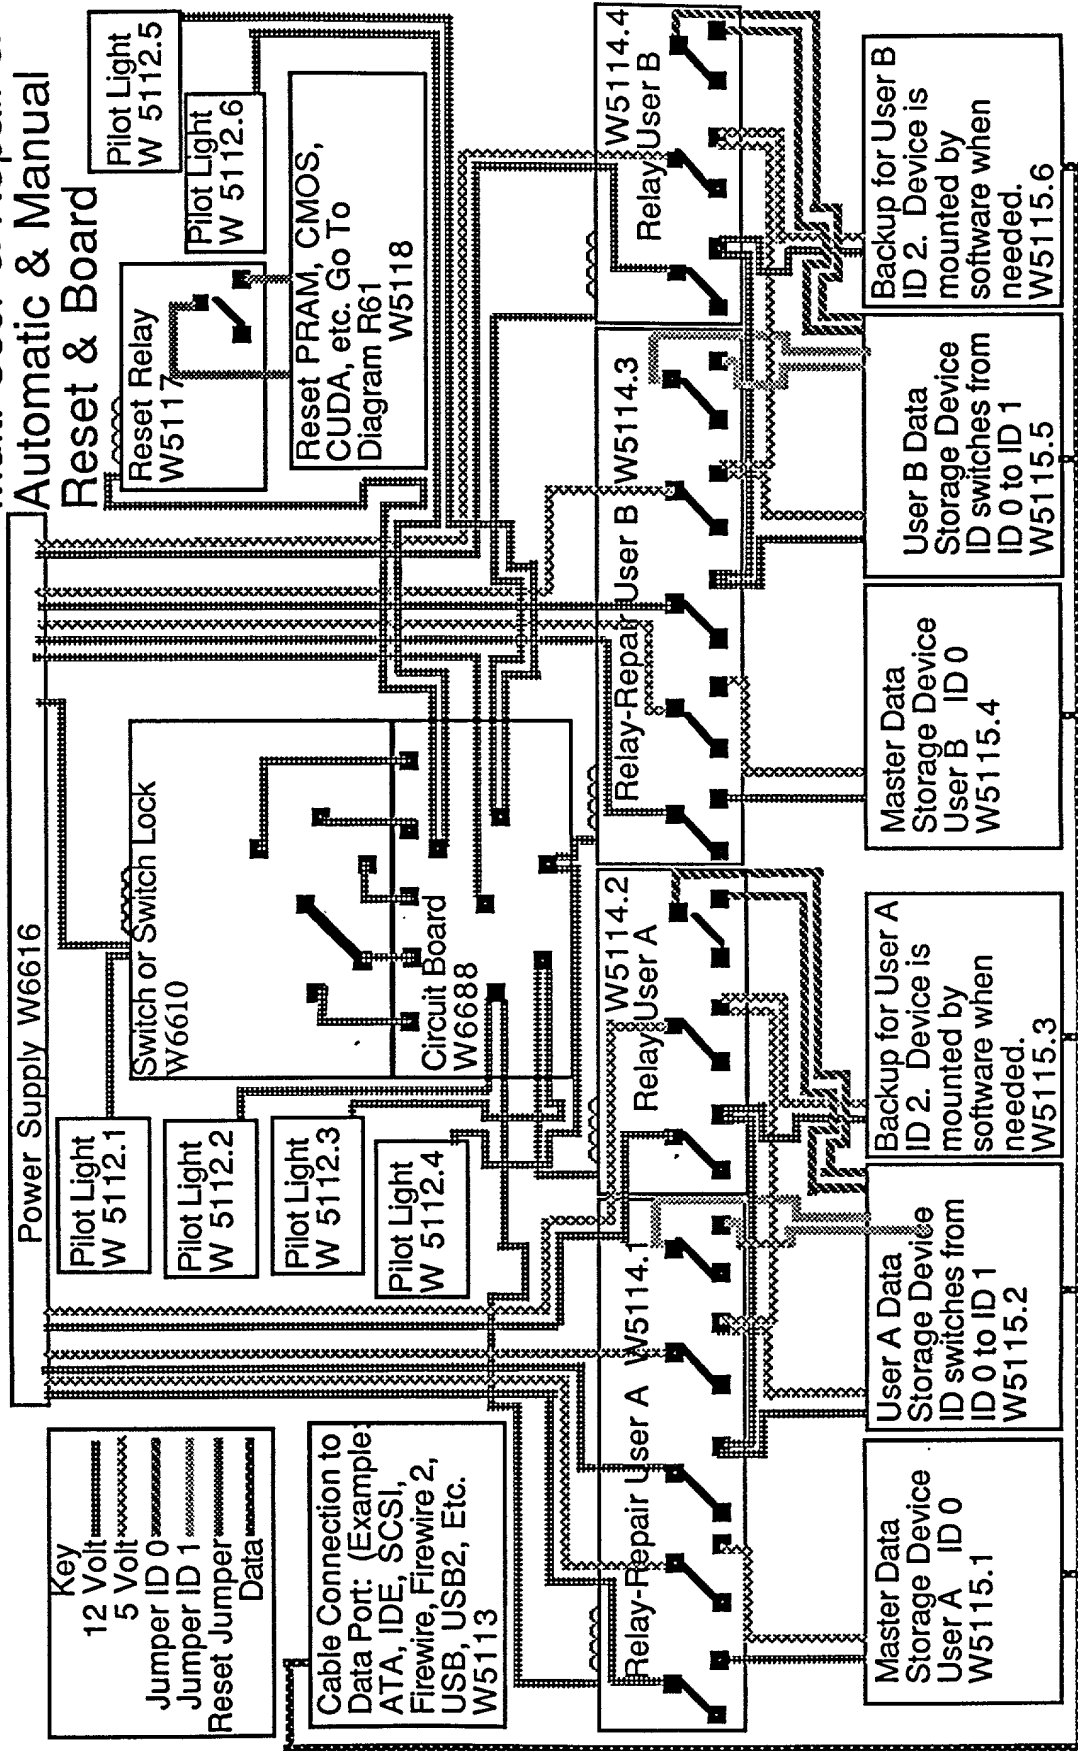 Automatic & Manual
Reset & Board
Power Supply W6616
Key
12 Volt
5 Volt
Jumper ID 0
Jumper ID 1
Reset Jumper
Data
Cable Connection to
Data Port: (Example:
ATA, IDE, SCSI,
Firewire, Firewire 2,
USB, USB2, Etc.
W5113
Pilot Light
W 5112.1
Pilot Light
W 5112.2
Pilot Light
W 5112.3
Pilot Light
W 5112.4
Switch or Switch Lock
W6610
Circuit Board
W6688
Reset Relay
W5117
Pilot Light
W 5112.5
Pilot Light
W 5112.6
Reset PRAM, CMOS,
CUDA, etc. Go To
Diagram R61
W5118
Relay-Repair User A W5114.1
W5114.2
Relay User A
Relay-Repair User B W5114.3
W5114.4
Relay User B
Master Data
Storage Device
User A ID 0
W5115.1
User A Data
Storage Device
ID switches from
ID 0 to ID 1
W5115.2
Backup for User A
ID 2. Device is
mounted by
software when
needed.
W5115.3
Master Data
Storage Device
User B ID 0
W5115.4
User B Data
Storage Device
ID switches from
ID 0 to ID 1
W5115.5
Backup for User B
ID 2. Device is
mounted by
software when
needed.
W5115.6